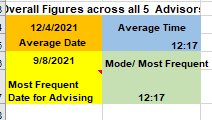 Overall Figures across all 5 Advisors
12/4/2021
Average Date
Average Time
12:17
9/8/2021
Most Frequent
Date for Advising
Mode/ Most Frequent
12:17